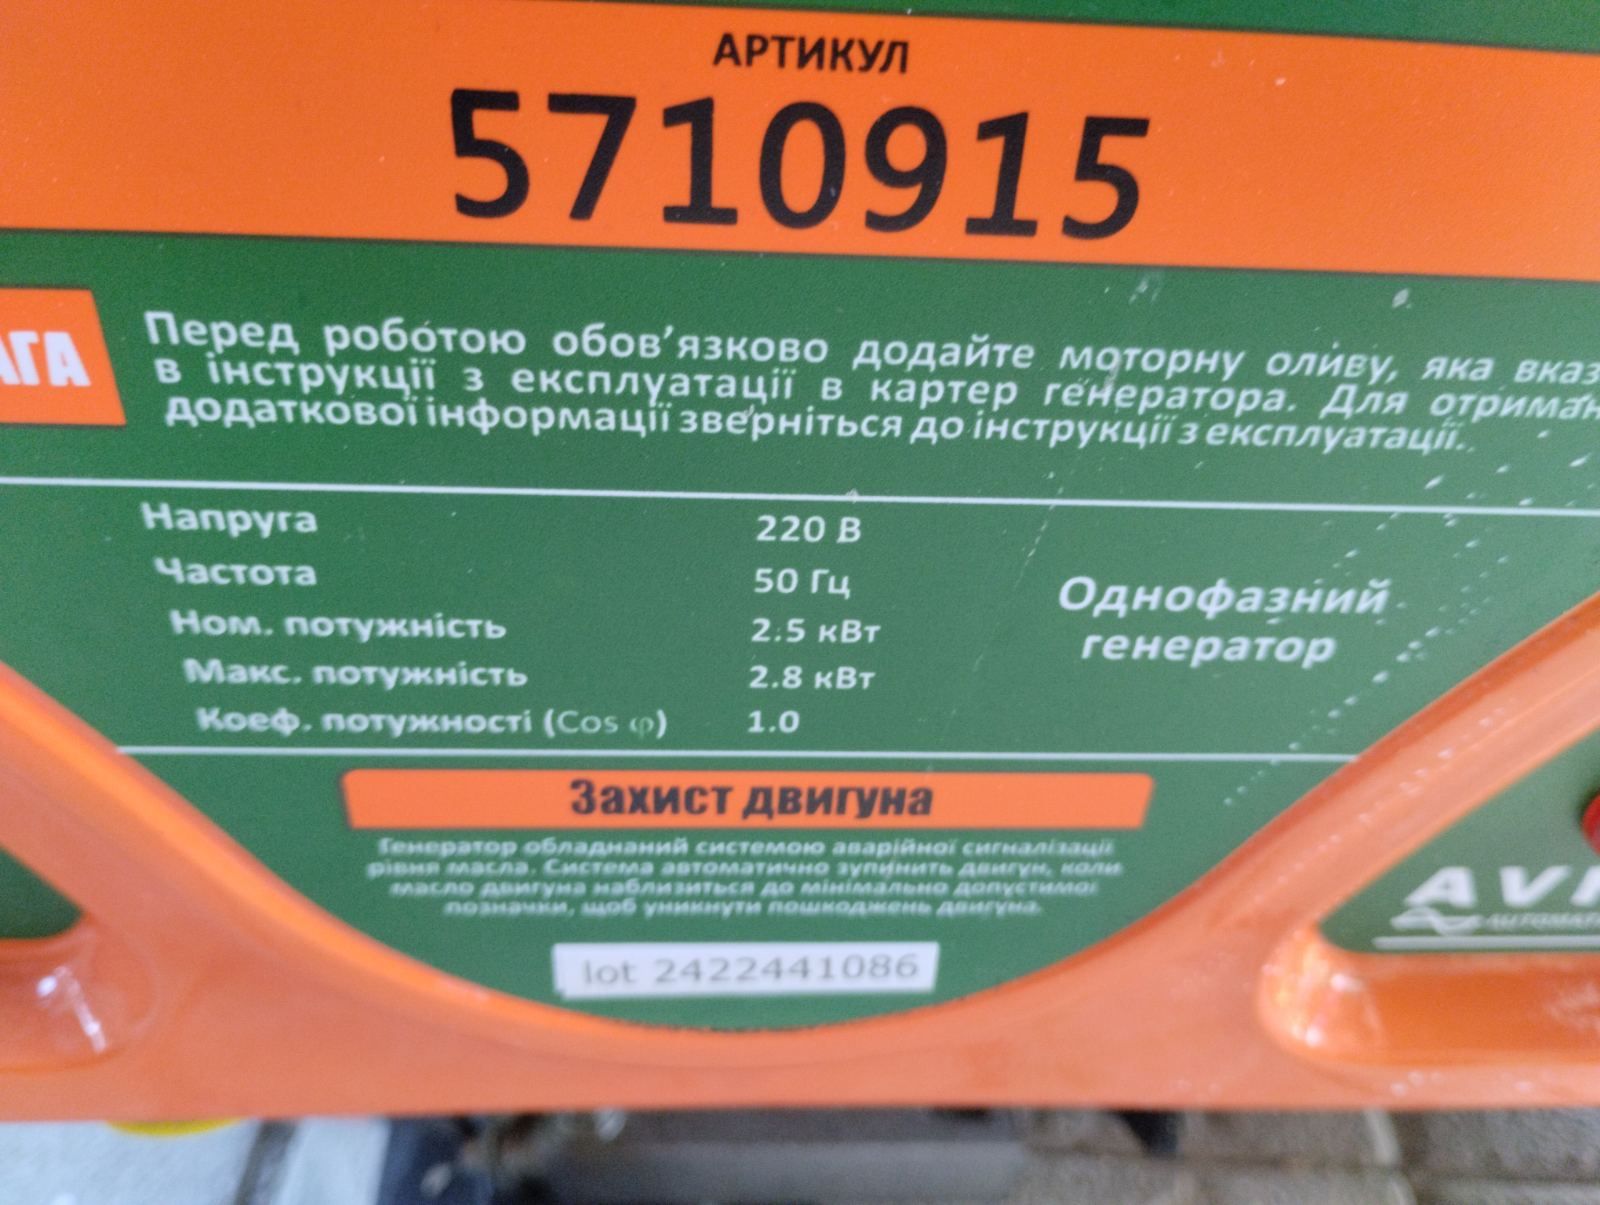 АРТИКУЛ
5710915
АГА
Перед роботою обов’язково додайте моторну оливу, яка вказ
в інструкції з експлуатації в картер генератора. Для отриман
додаткової інформації зверніться до інструкції з експлуатації.
Напруга 220 В
Частота 50 Гц
Ном. потужність 2.5 кВт
Макс. потужність 2.8 кВт
Коеф. потужності (Cos φ) 1.0
Однофазний
генератор
Захист двигуна
Генератор обладнаний системою аварійної сигналізації
рівня масла. Система автоматично зупинить двигун, коли
масло двигуна наблизиться до мінімально допустимої
позначки, щоб уникнути пошкоджень двигуна.
lot 2422441086
AV
AUTOMAT